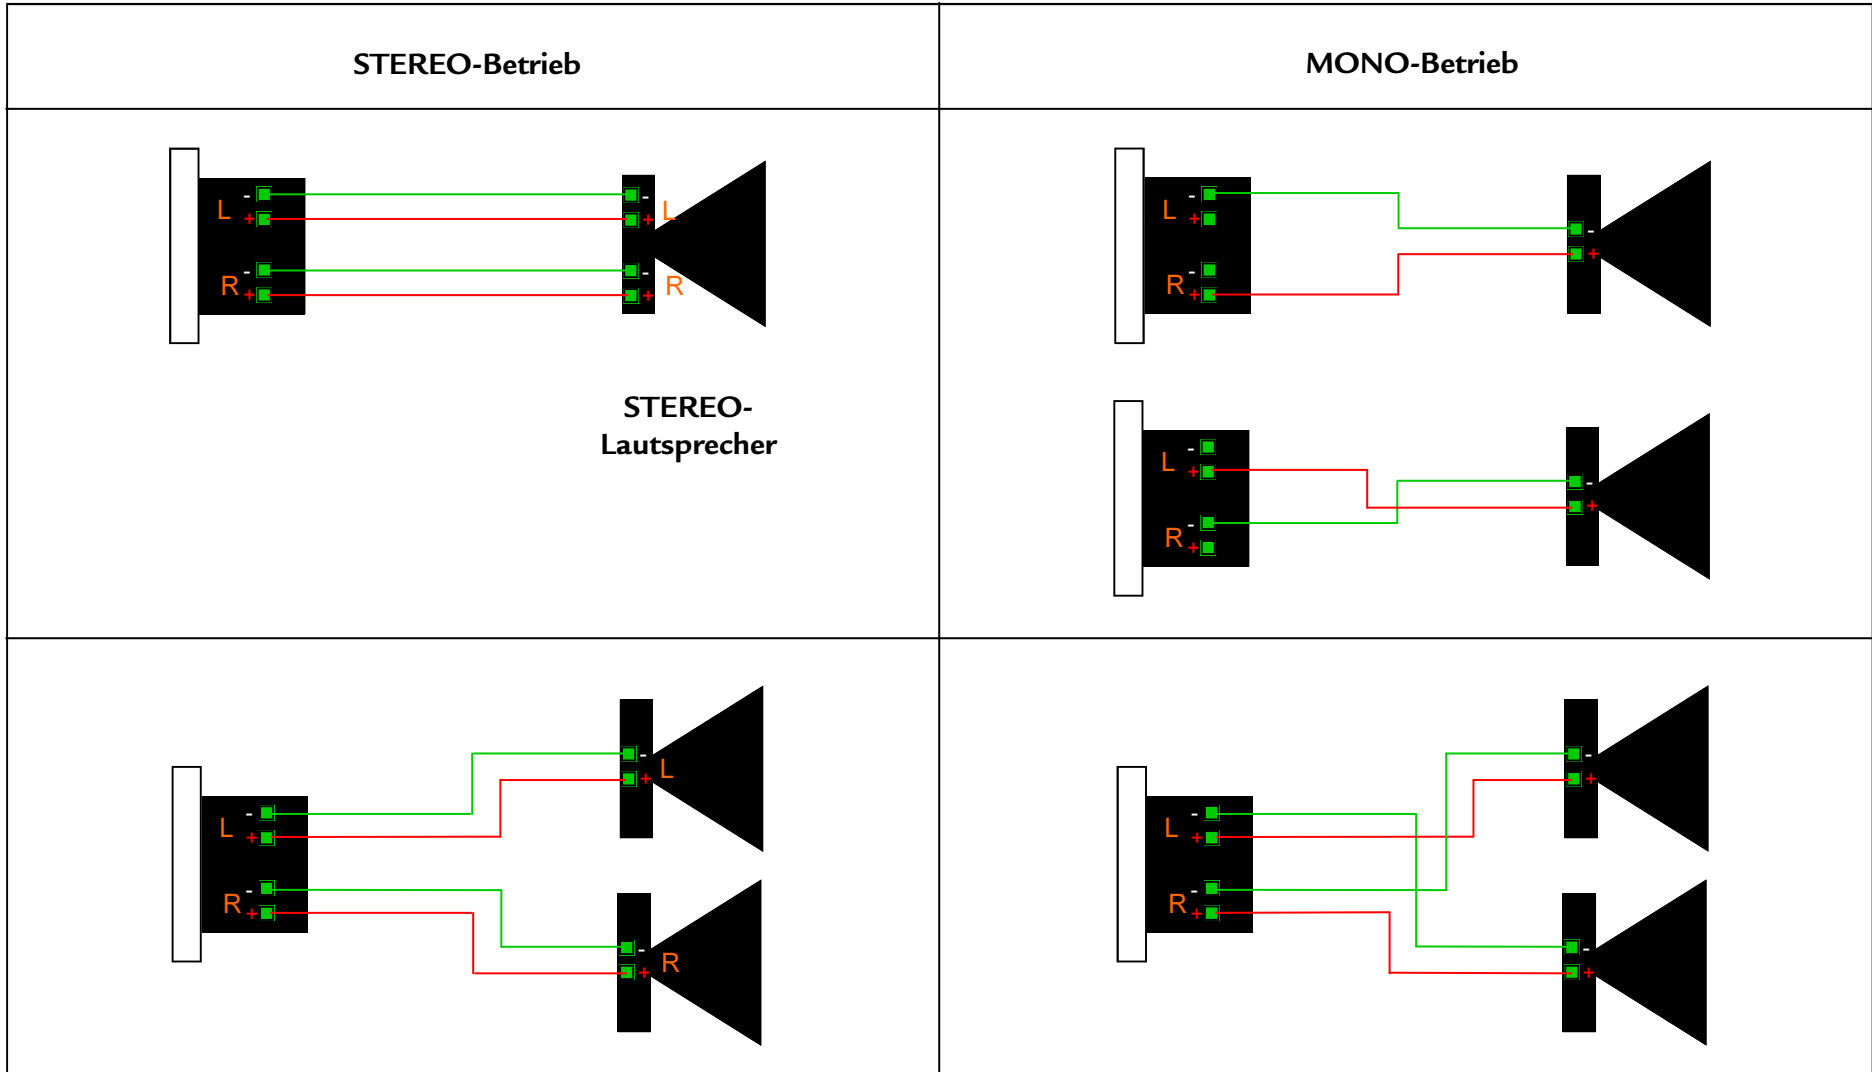 STEREO-Betrieb
MONO-Betrieb
-
L
+
-
R
+
-
+
L
-
+
R
STEREO-
Lautsprecher
-
L
+
-
R
+
-
+
-
L
+
-
R
+
-
+
-
L
+
-
R
+
-
+
L
-
+
R
-
L
+
-
R
+
-
+
-
+